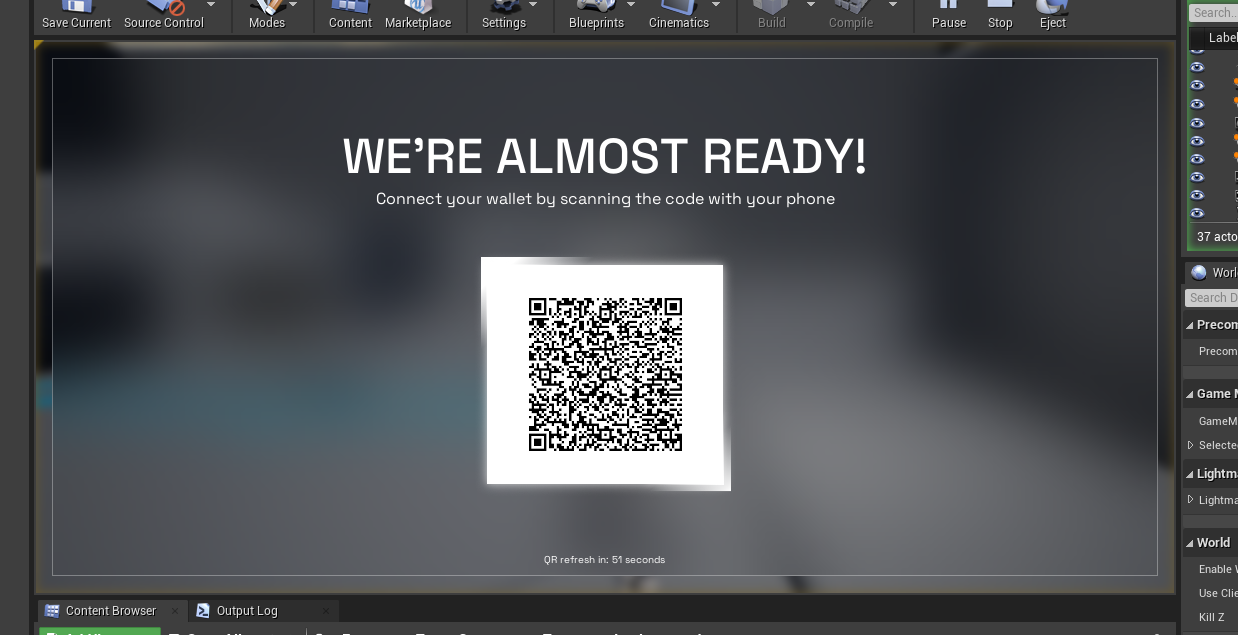 Save Current Source Control Modes Content Marketplace Settings Blueprints Cinematics Build Compile Pause Stop Eject
Search..
Label
WE'RE ALMOST READY!
Connect your wallet by scanning the code with your phone
QR refresh in: 51 seconds
37 acto
Worl
Search D
Precom
Precom
Game M
GameM
Selecte
Lightma
Lightma
World
Enable W
Use Clie
Kill Z
Content Browser Output Log